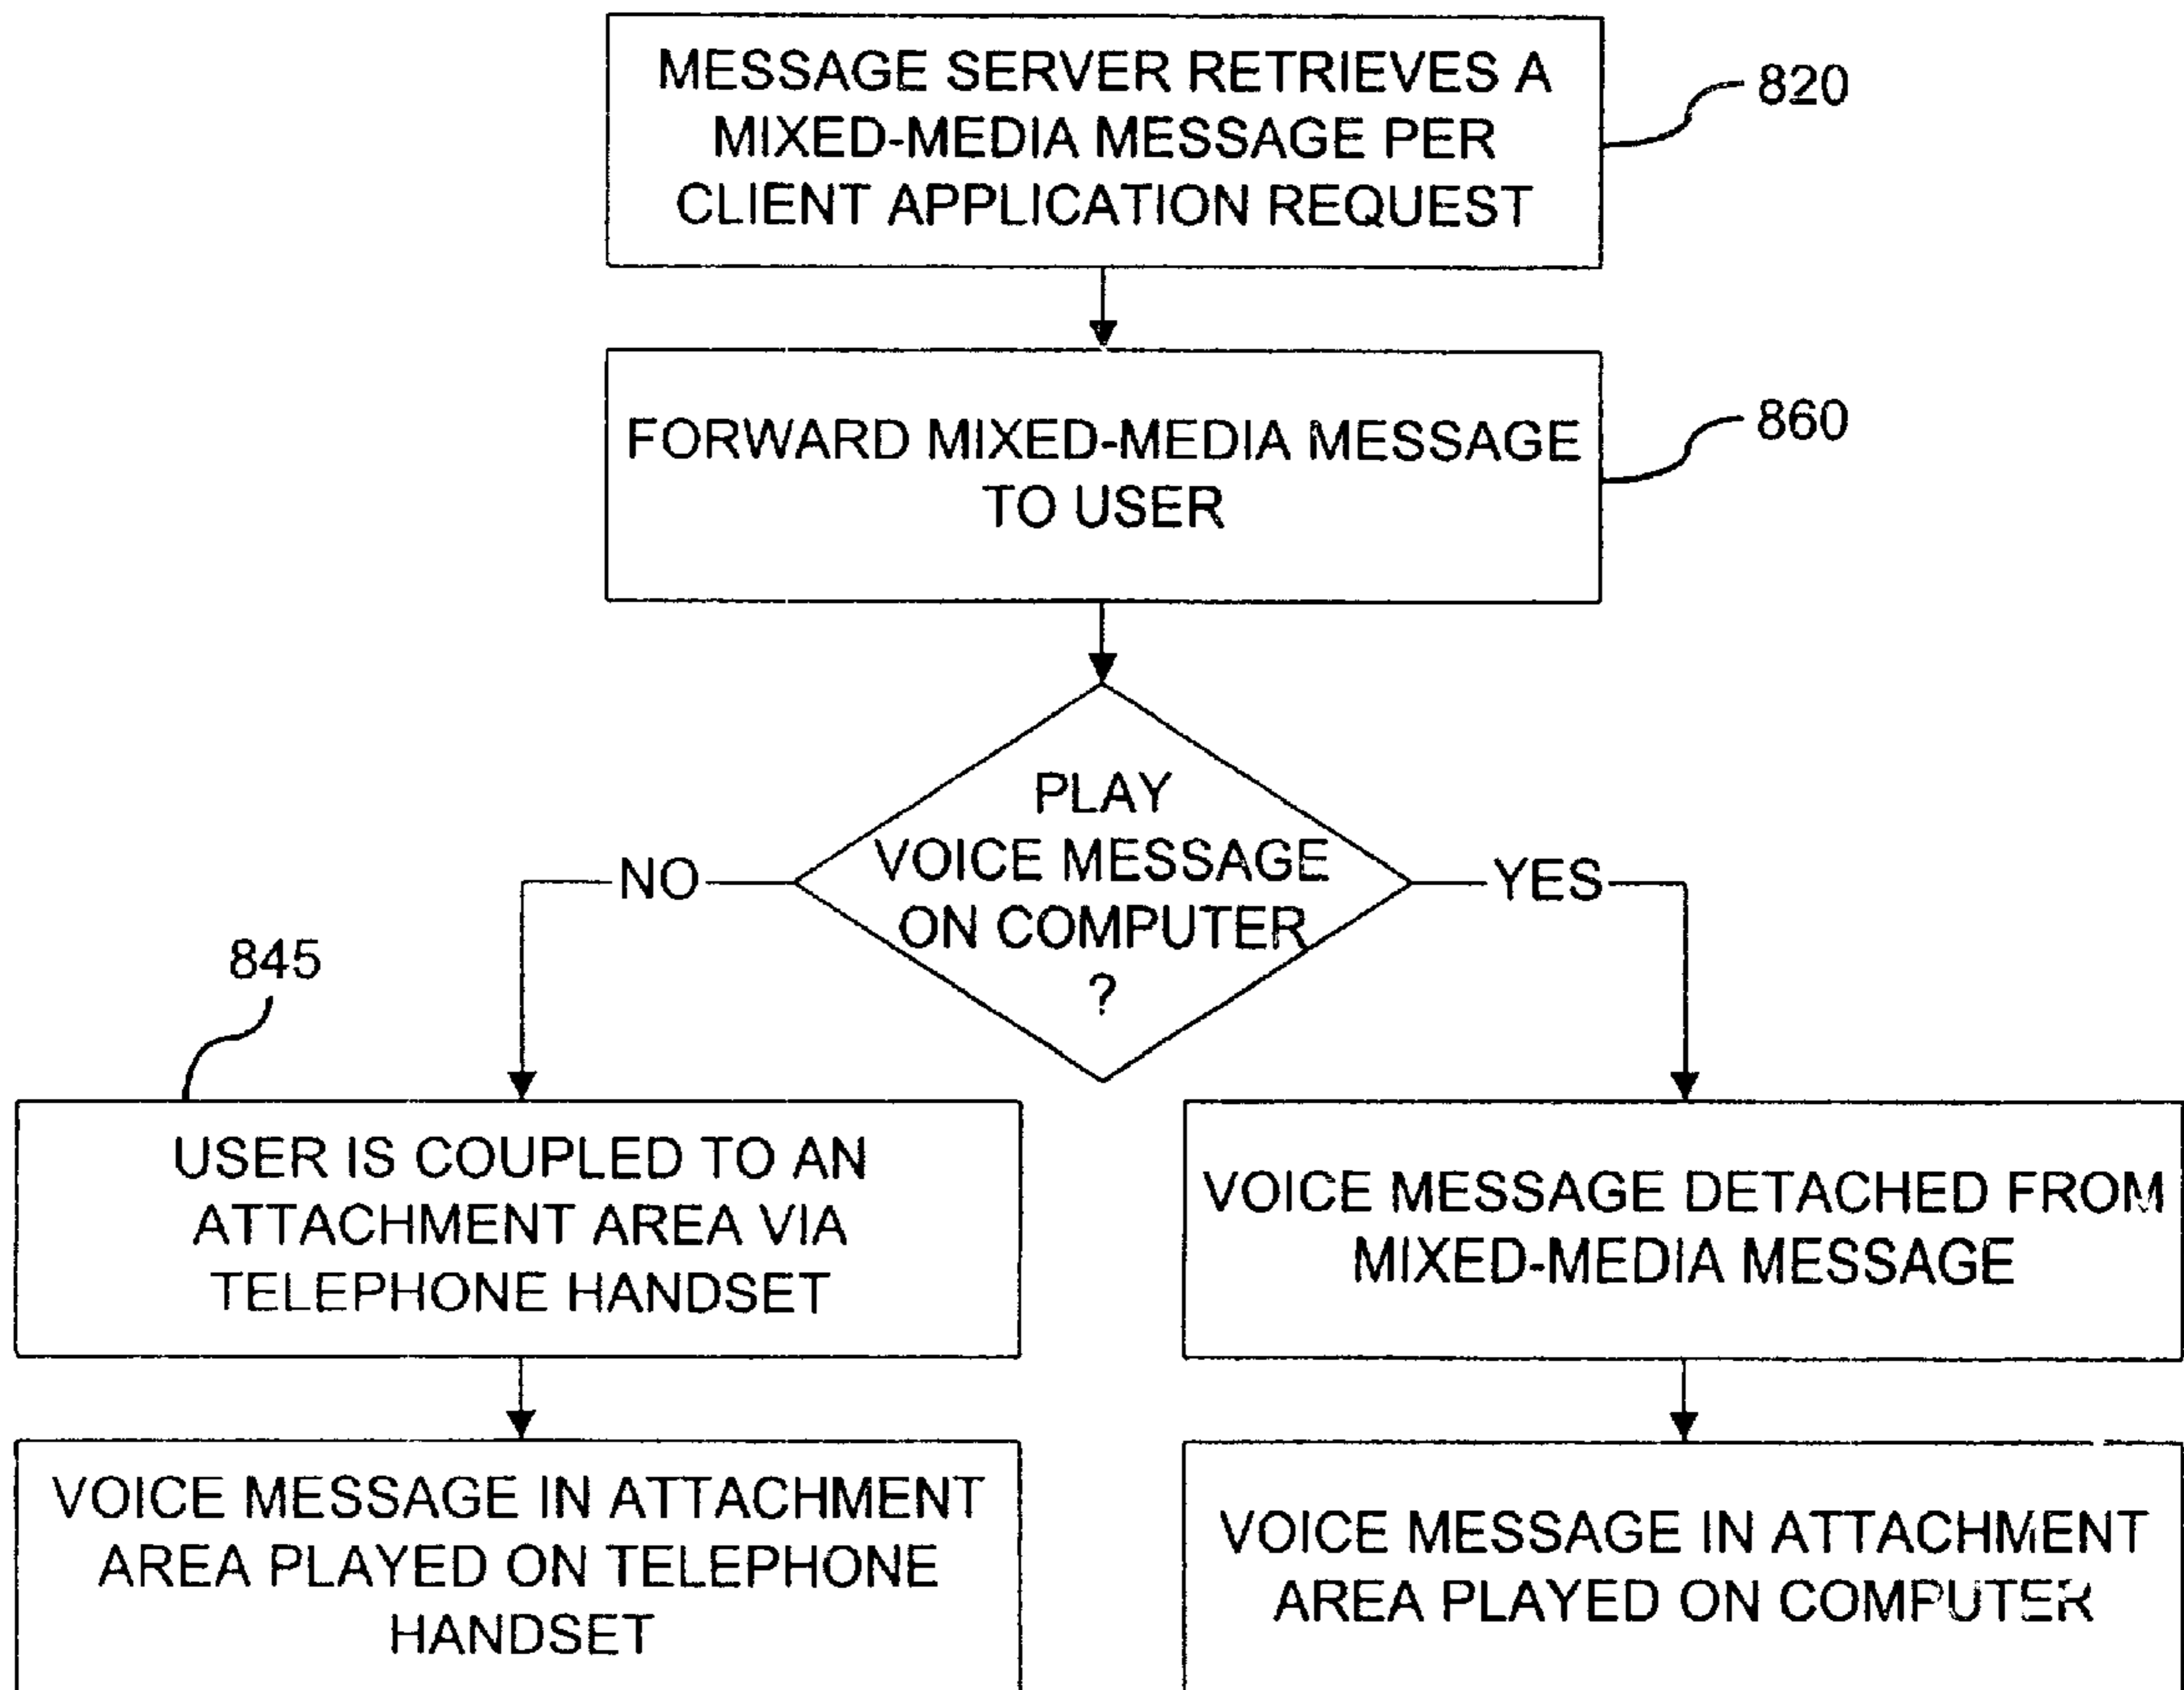 MESSAGE SERVER RETRIEVES A
MIXED-MEDIA MESSAGE PER
CLIENT APPLICATION REQUEST
820
FORWARD MIXED-MEDIA MESSAGE
TO USER
860
PLAY
VOICE MESSAGE
ON COMPUTER
?
NO
YES
845
USER IS COUPLED TO AN
ATTACHMENT AREA VIA
TELEPHONE HANDSET
VOICE MESSAGE DETACHED FROM
MIXED-MEDIA MESSAGE
VOICE MESSAGE IN ATTACHMENT
AREA PLAYED ON TELEPHONE
HANDSET
VOICE MESSAGE IN ATTACHMENT
AREA PLAYED ON COMPUTER